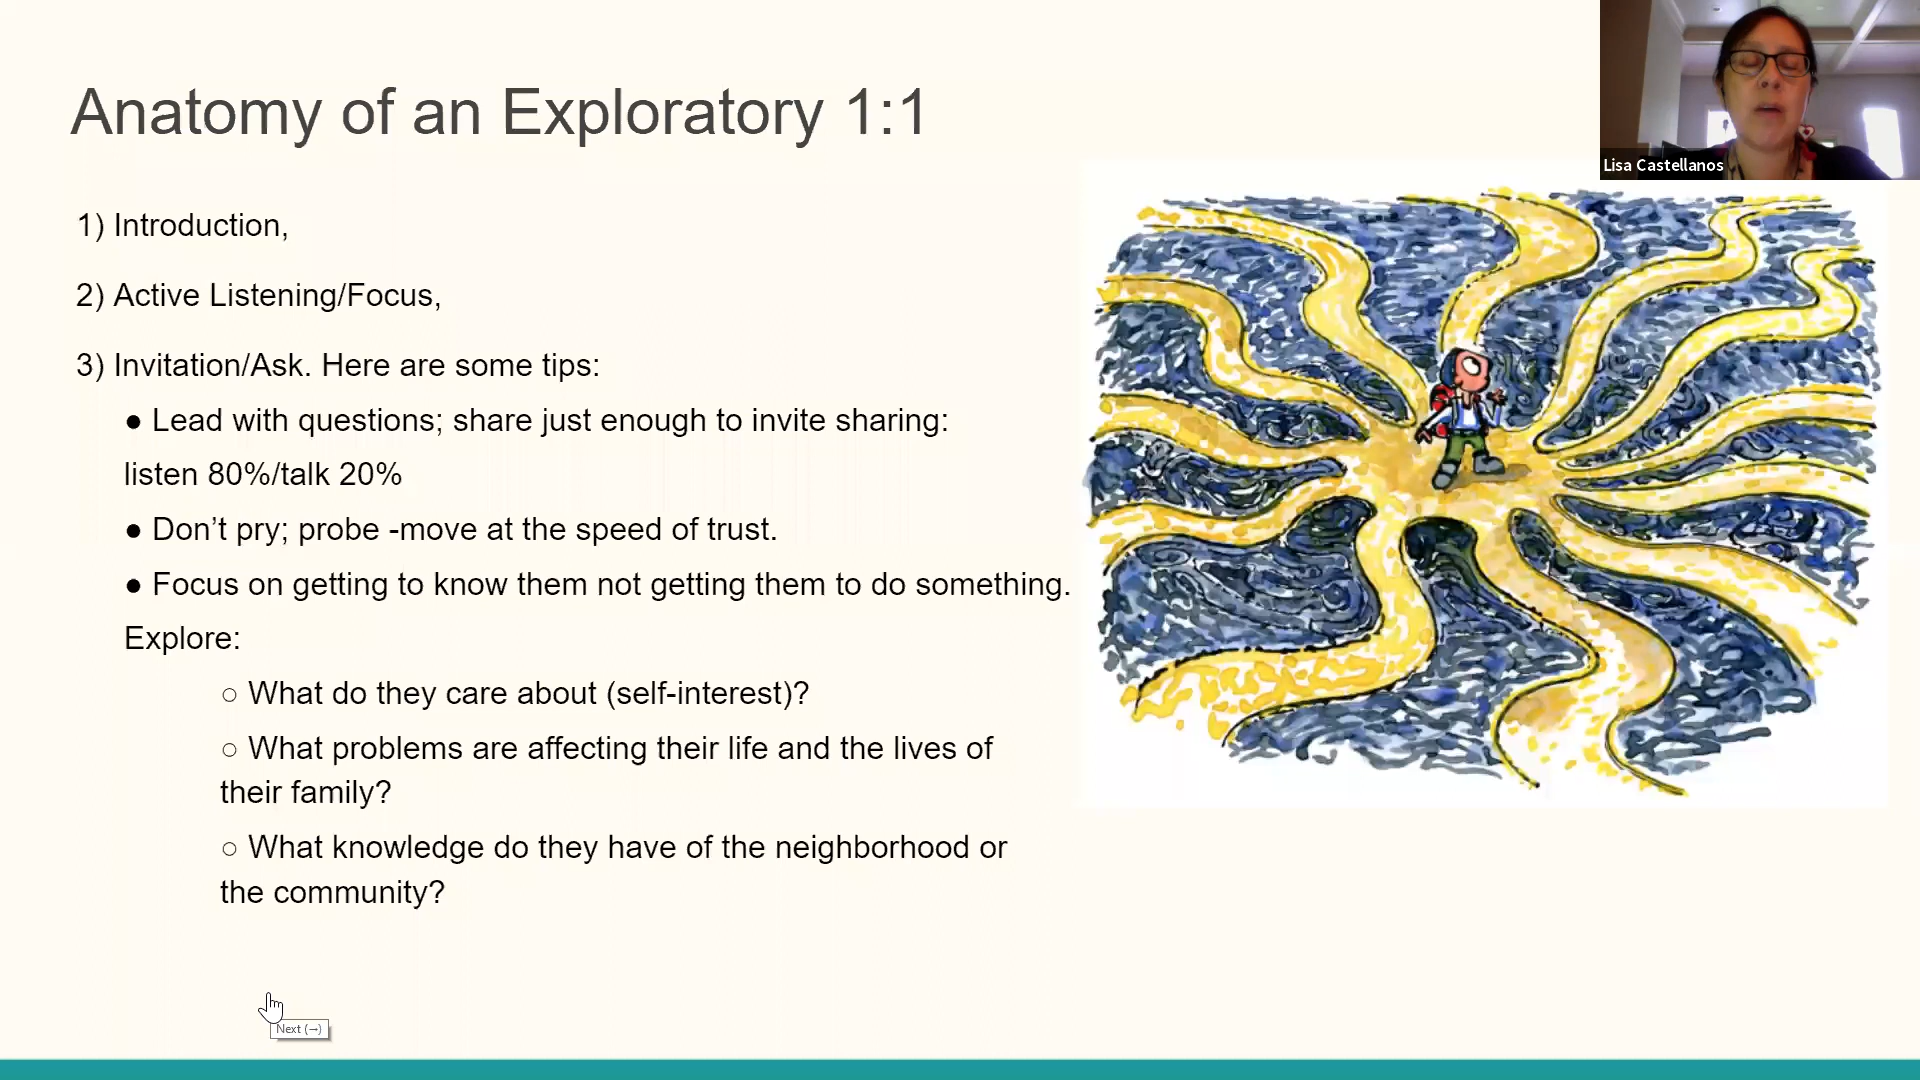 Anatomy of an Exploratory 1:1
Lisa Castellanos
1) Introduction,
2) Active Listening/Focus,
3) Invitation/Ask. Here are some tips:
● Lead with questions; share just enough to invite sharing:
listen 80%/talk 20%
● Don’t pry; probe -move at the speed of trust.
● Focus on getting to know them not getting them to do something.
Explore:
○ What do they care about (self-interest)?
○ What problems are affecting their life and the lives of
their family?
○ What knowledge do they have of the neighborhood or
the community?
Next (→)